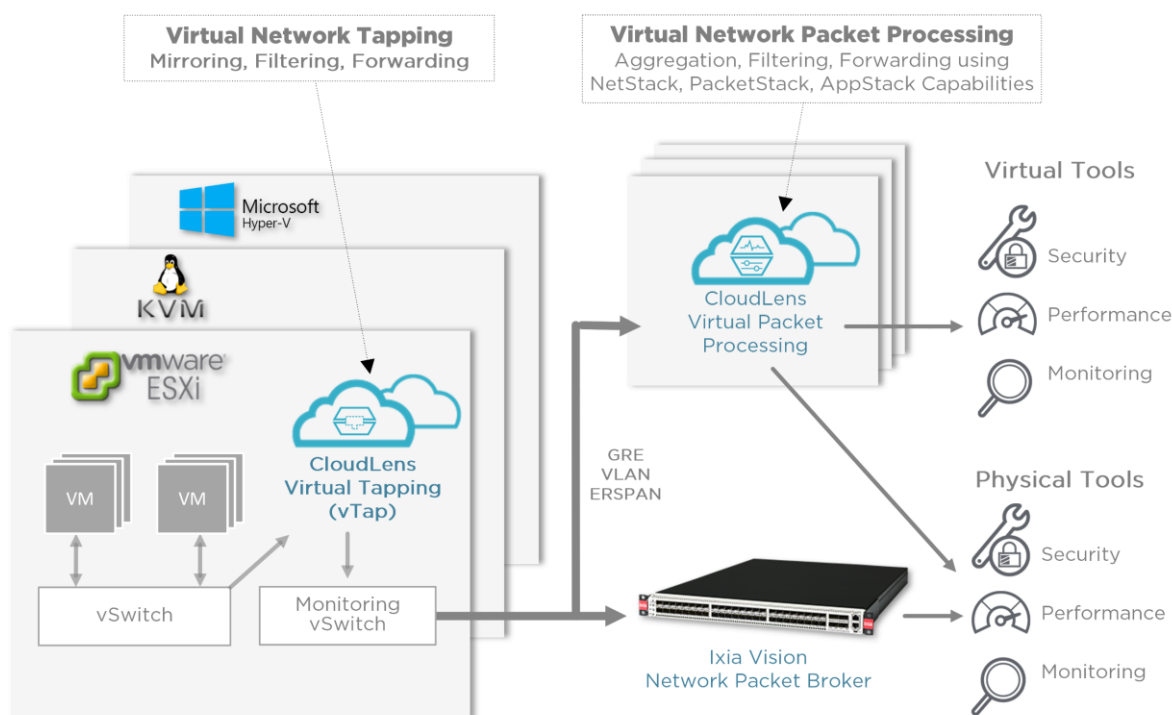 Virtual Network Tapping
Mirroring, Filtering, Forwarding
Virtual Network Packet Processing
Aggregation, Filtering, Forwarding using
NetStack, PacketStack, AppStack Capabilities
Microsoft
Hyper-V
KVM
vmware
ESXi
CloudLens
Virtual Tapping
(vTap)
VM
VM
vSwitch
Monitoring
vSwitch
GRE
VLAN
ERSPAN
CloudLens
Virtual Packet
Processing
Ixia Vision
Network Packet Broker
Virtual Tools
Security
Performance
Monitoring
Physical Tools
Security
Performance
Monitoring